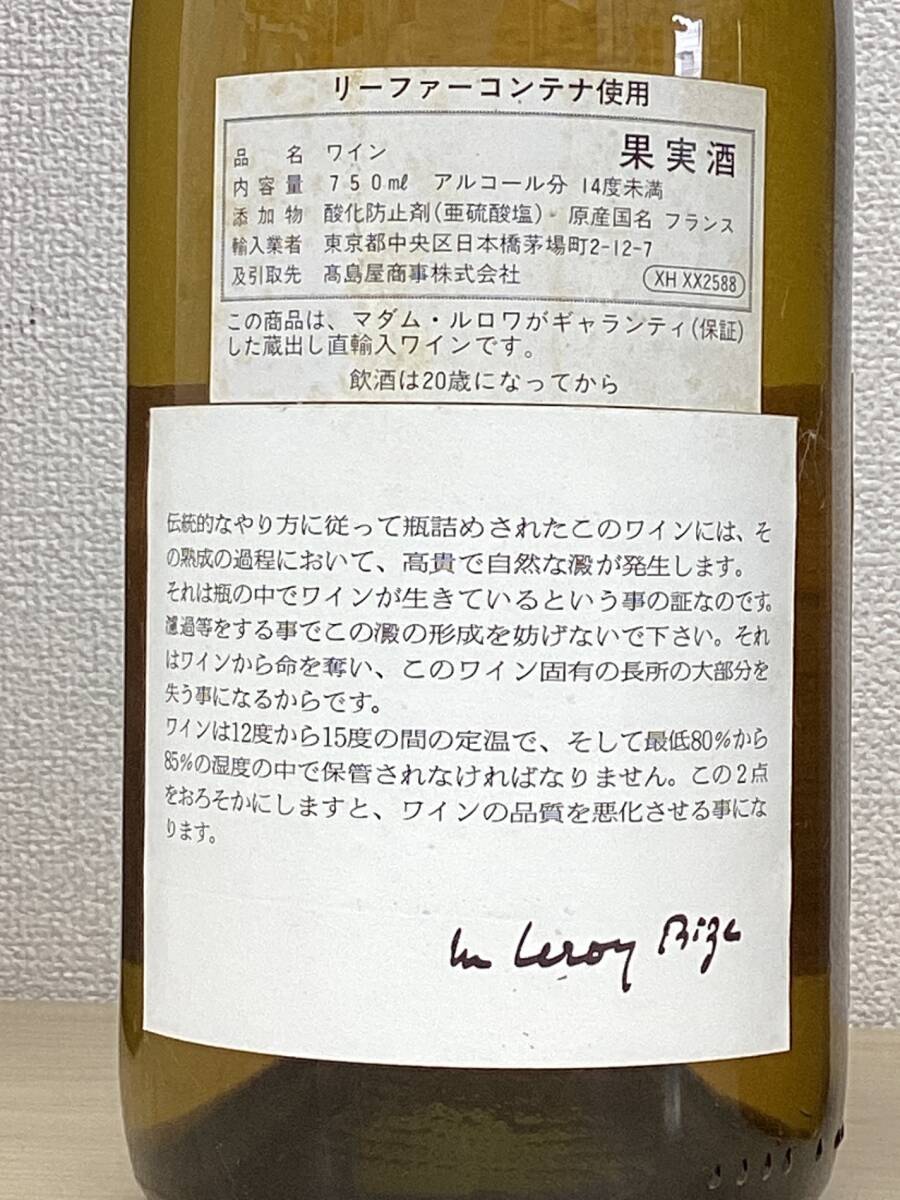 リーファーコンテナ使用
果実酒
品名 ワイン
内容量 750ml アルコール分 14度未満
添加物 酸化防止剤(亜硫酸塩) 原産国名 フランス
輸入業者 東京都中央区日本橋茅場町2-12-7
及引取先 髙島屋商事株式会社 XH XX2588
この商品は、マダム・ルロワがギャランティ(保証)
した蔵出し直輸入ワインです。
飲酒は20歳になってから
伝統的なやり方に従って瓶詰めされたこのワインには、そ
の熟成の過程において、高貴で自然な澱が発生します。
それは瓶の中でワインが生きているという事の証なのです。
濾過等をする事でこの澱の形成を妨げないで下さい。それ
はワインから命を奪い、このワイン固有の長所の大部分を
失う事になるからです。
ワインは12度から15度の間の定温で、そして最低80%から
85%の湿度の中で保管されなければなりません。この2点
をおろそかにしますと、ワインの品質を悪化させる事にな
ります。
Leroy Bize